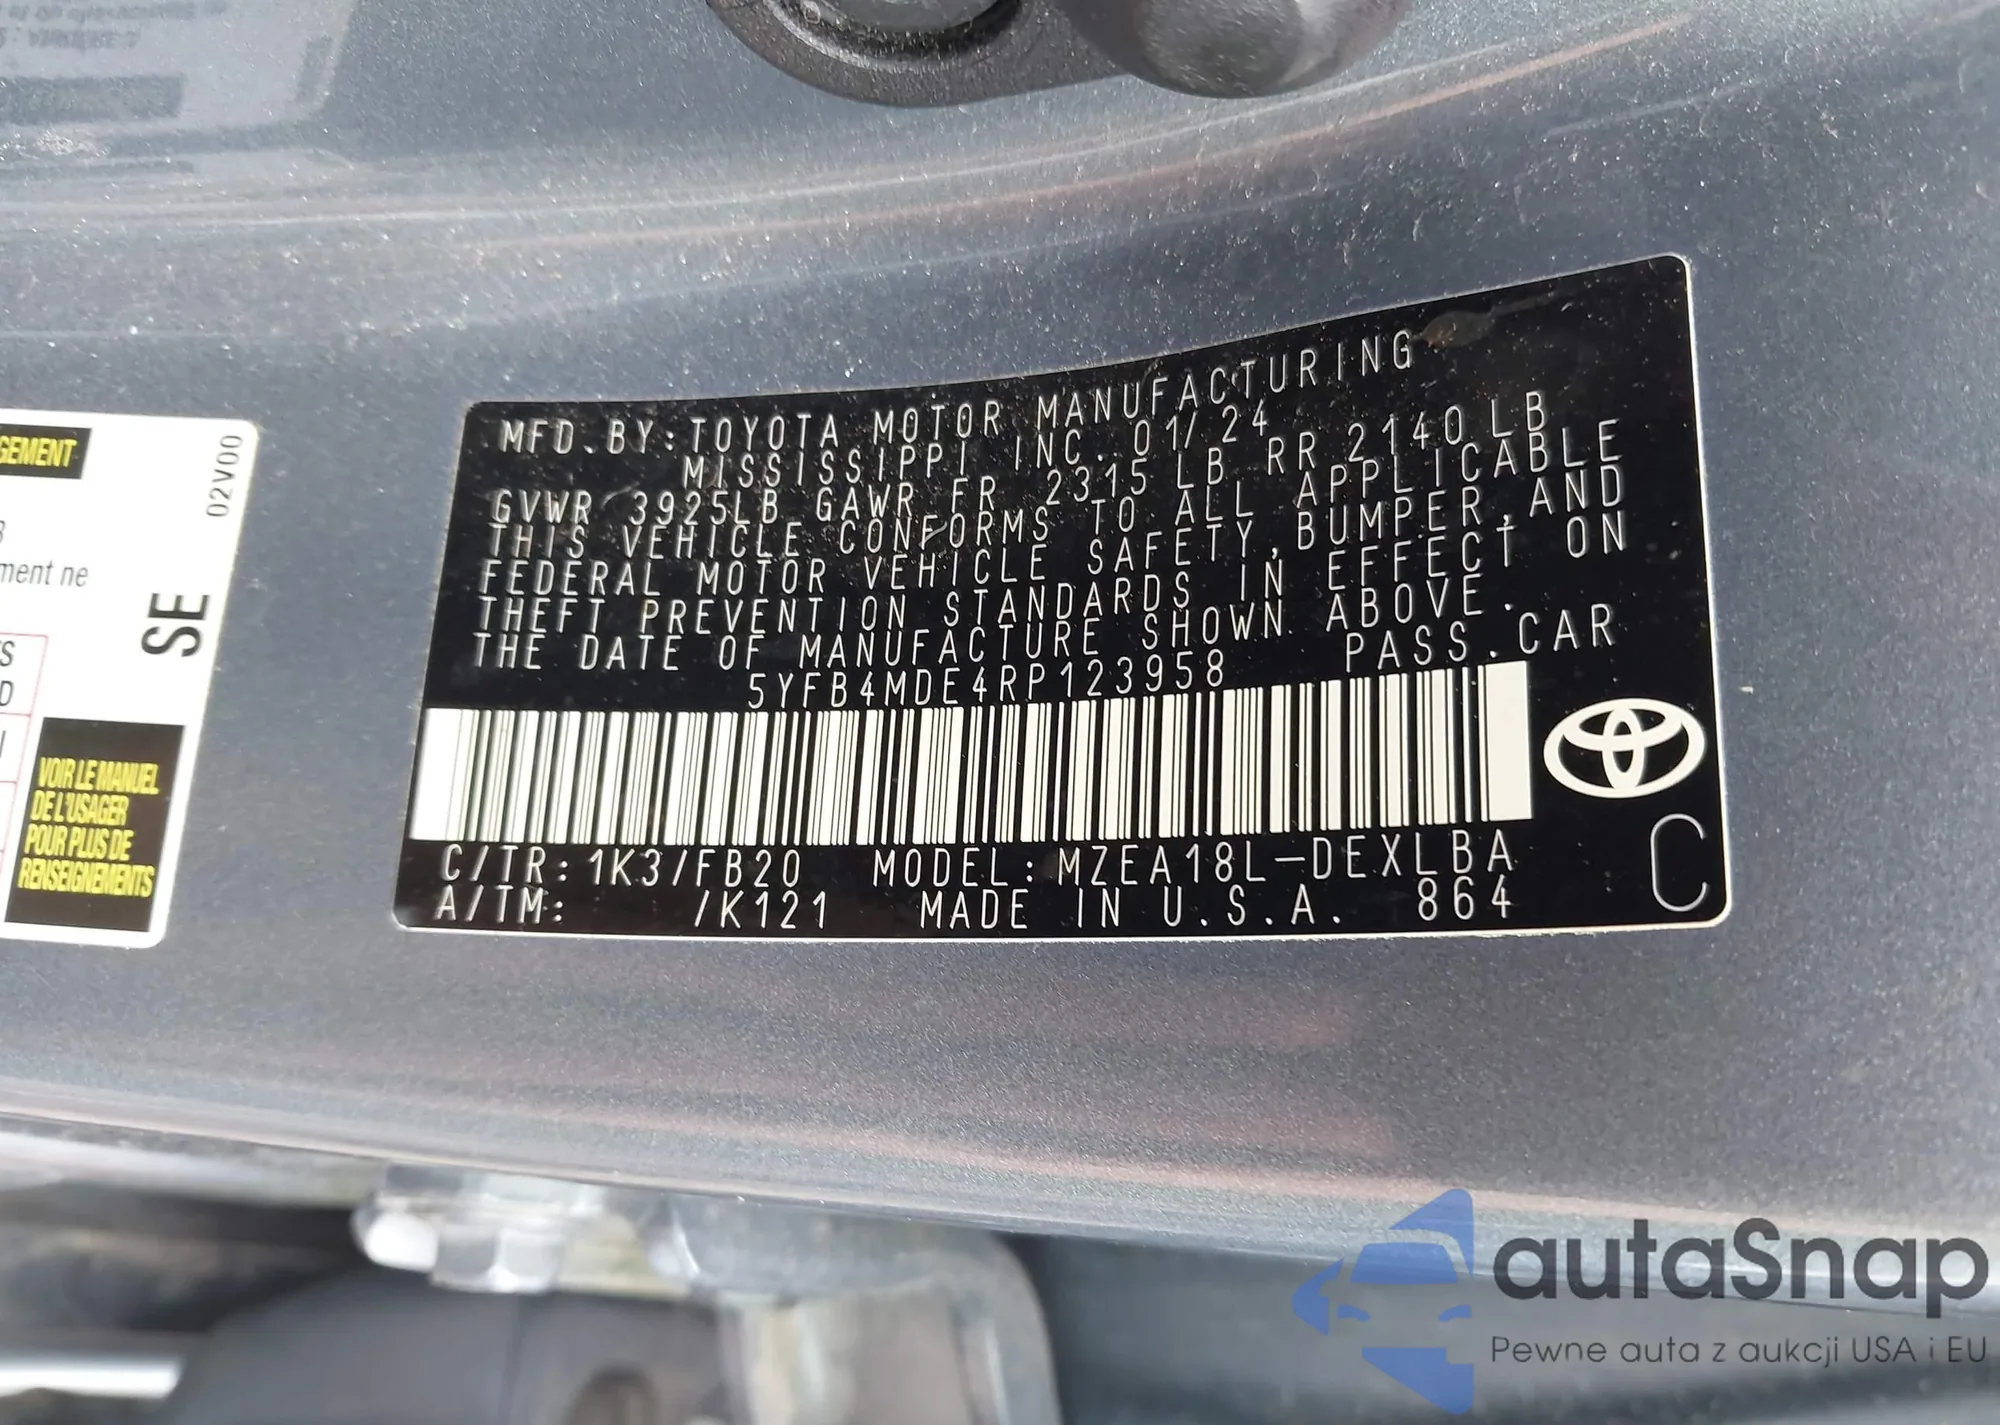 GEMENT
02V00
ment ne
SE
VOIR LE MANUEL
DE L'USAGER
POUR PLUS DE
RENSEIGNEMENTS
MFD.BY:TOYOTA MOTOR MANUFACTURING
MISSISSIPPI INC. 01/24
GVWR 3925LB GAWR FR 2315 LB RR 2140 LB
THIS VEHICLE CONFORMS TO ALL APPLICABLE
FEDERAL MOTOR VEHICLE SAFETY,BUMPER,AND
THEFT PREVENTION STANDARDS IN EFFECT ON
THE DATE OF MANUFACTURE SHOWN ABOVE.
5YFB4MDE4RP123958 PASS.CAR
C/TR:1K3/FB20 MODEL:MZEA18L-DEXLBA
A/TM: /K121 MADE IN U.S.A. 864
C
autaSnap
Pewne auta z aukcji USA i EU